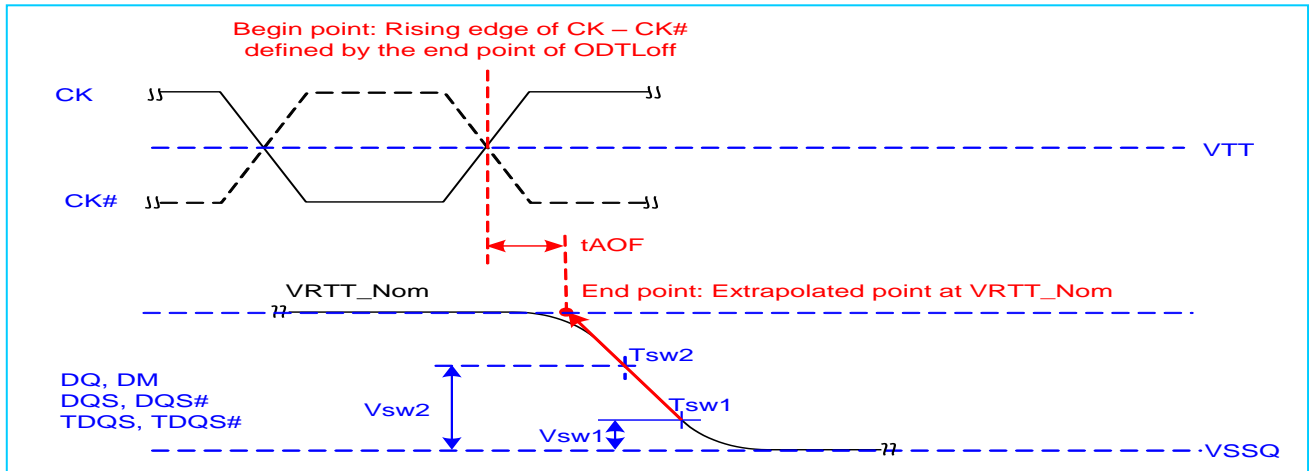 Begin point: Rising edge of CK – CK#
defined by the end point of ODTLoff
CK
VTT
CK#
tAOF
VRTT_Nom
End point: Extrapolated point at VRTT_Nom
Tsw2
DQ, DM
DQS, DQS#
TDQS, TDQS#
Vsw2
Tsw1
Vsw1
VSSQ